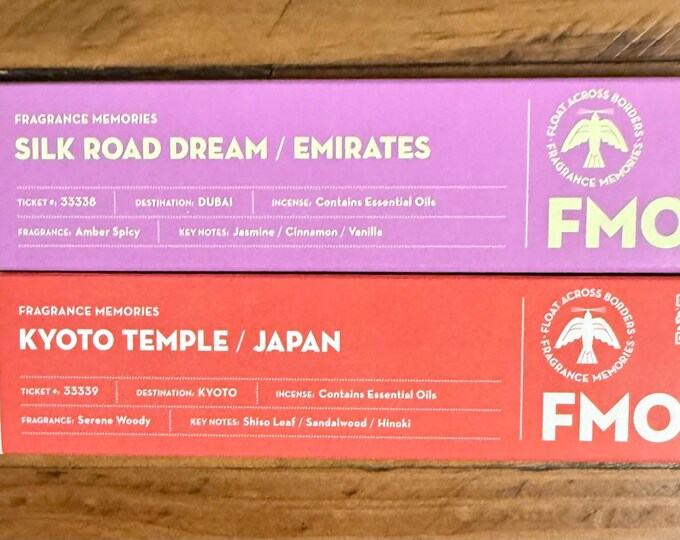 FRAGRANCE MEMORIES
SILK ROAD DREAM / EMIRATES
TICKET #: 33338 DESTINATION: DUBAI INCENSE: Contains Essential Oils
FRAGRANCE: Amber Spicy KEY NOTES: Jasmine / Cinnamon / Vanilla
FLOAT ACROSS BORDERS
FRAGRANCE MEMORIES
FMO
FRAGRANCE MEMORIES
KYOTO TEMPLE / JAPAN
TICKET #: 33339 DESTINATION: KYOTO INCENSE: Contains Essential Oils
FRAGRANCE: Serene Woody KEY NOTES: Shiso Leaf / Sandalwood / Hinoki
FLOAT ACROSS BORDERS
FRAGRANCE MEMORIES
FMO